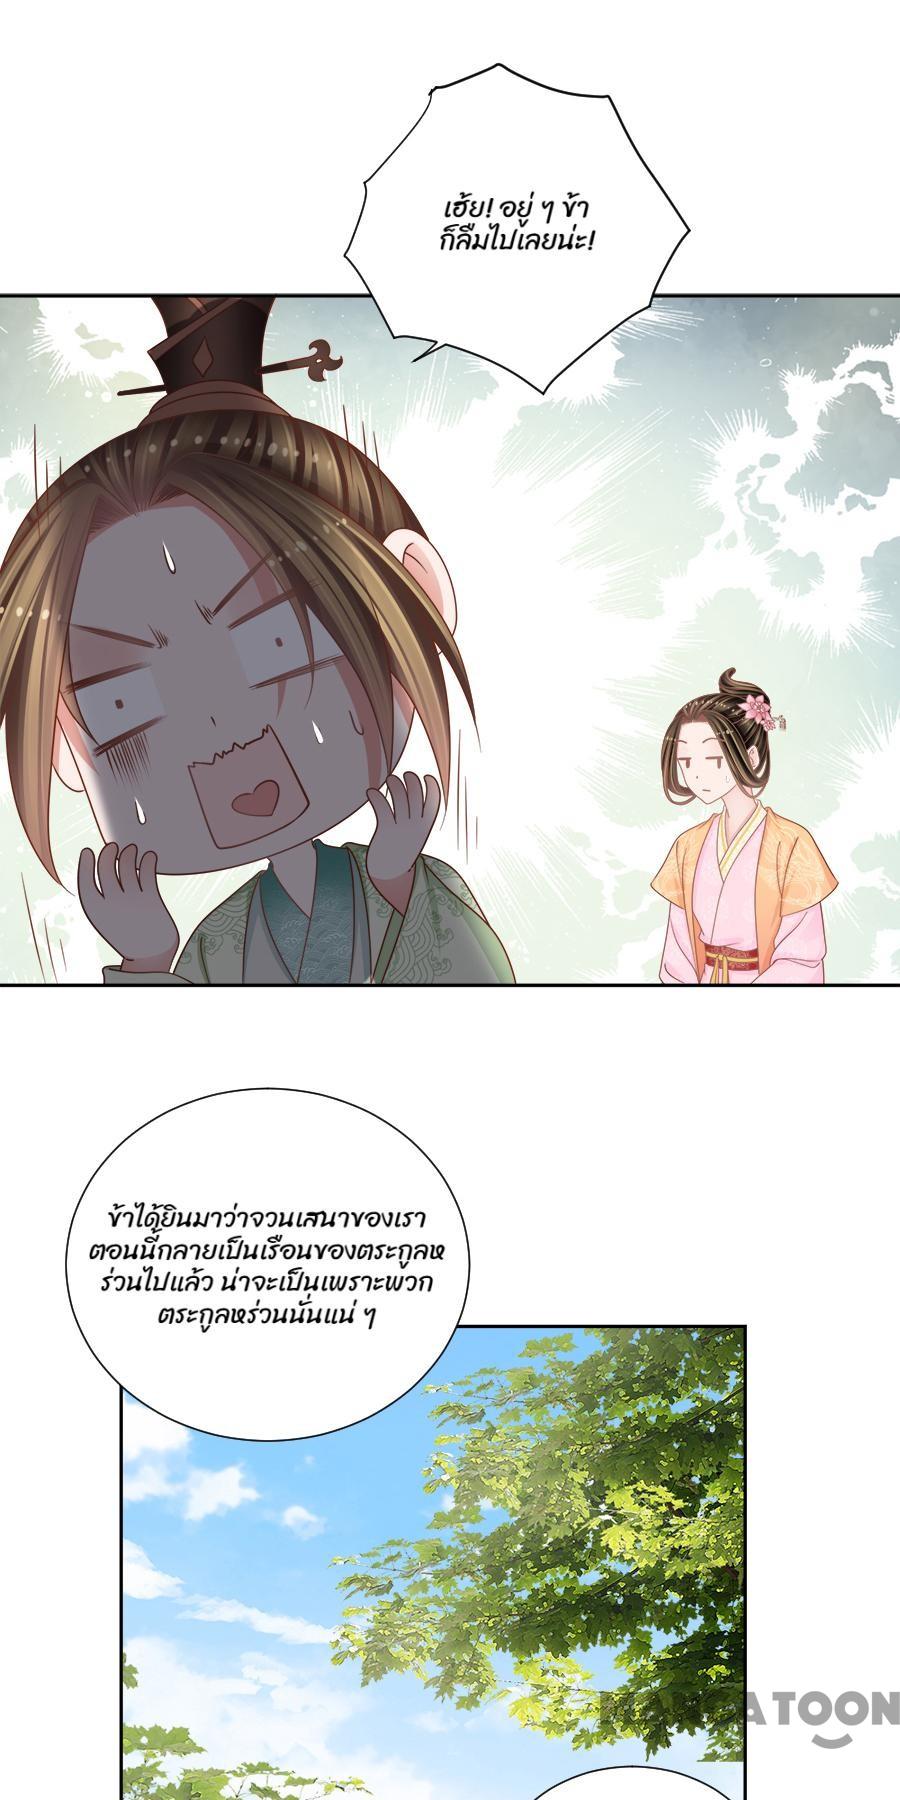 เฮ้ย! อยู่ ๆ ข้า
ก็ลืมไปเลยน่ะ!
ข้าได้ยินมาว่าจวนเสนาของเรา
ตอนนี้กลายเป็นเรือนของตระกูลห
ร่วนไปแล้ว น่าจะเป็นเพราะพวก
ตระกูลหร่วนนั่นแน่ ๆ
MANGATOON